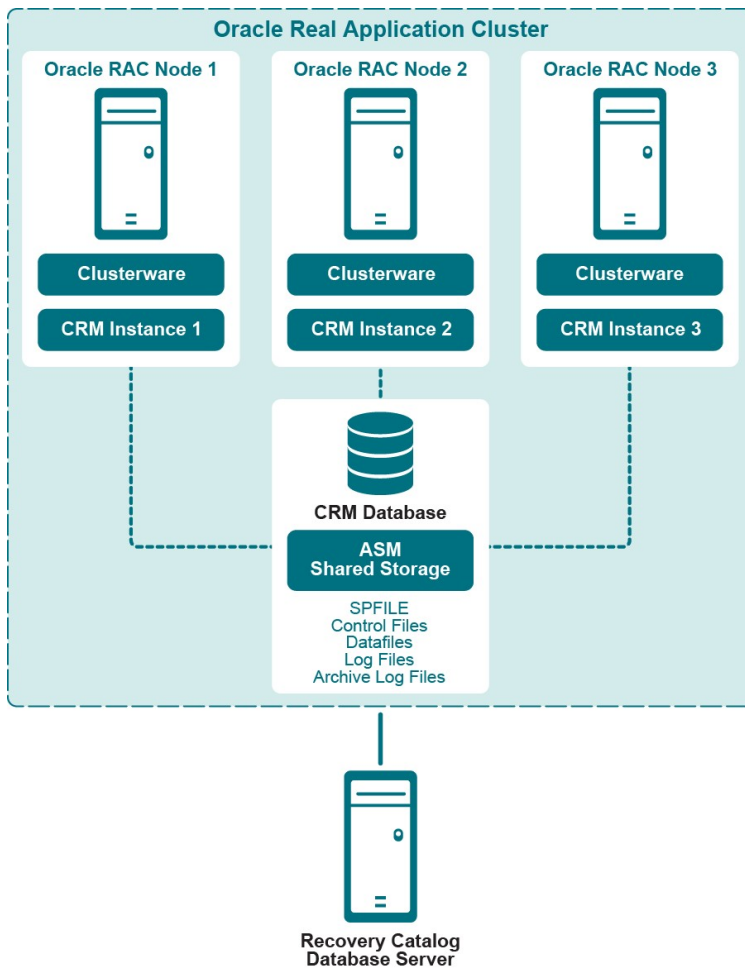 Oracle Real Application Cluster
Oracle RAC Node 1
Oracle RAC Node 2
Oracle RAC Node 3
Clusterware
Clusterware
Clusterware
CRM Instance 1
CRM Instance 2
CRM Instance 3
CRM Database
ASM
Shared Storage
SPFILE
Control Files
Datafiles
Log Files
Archive Log Files
Recovery Catalog
Database Server